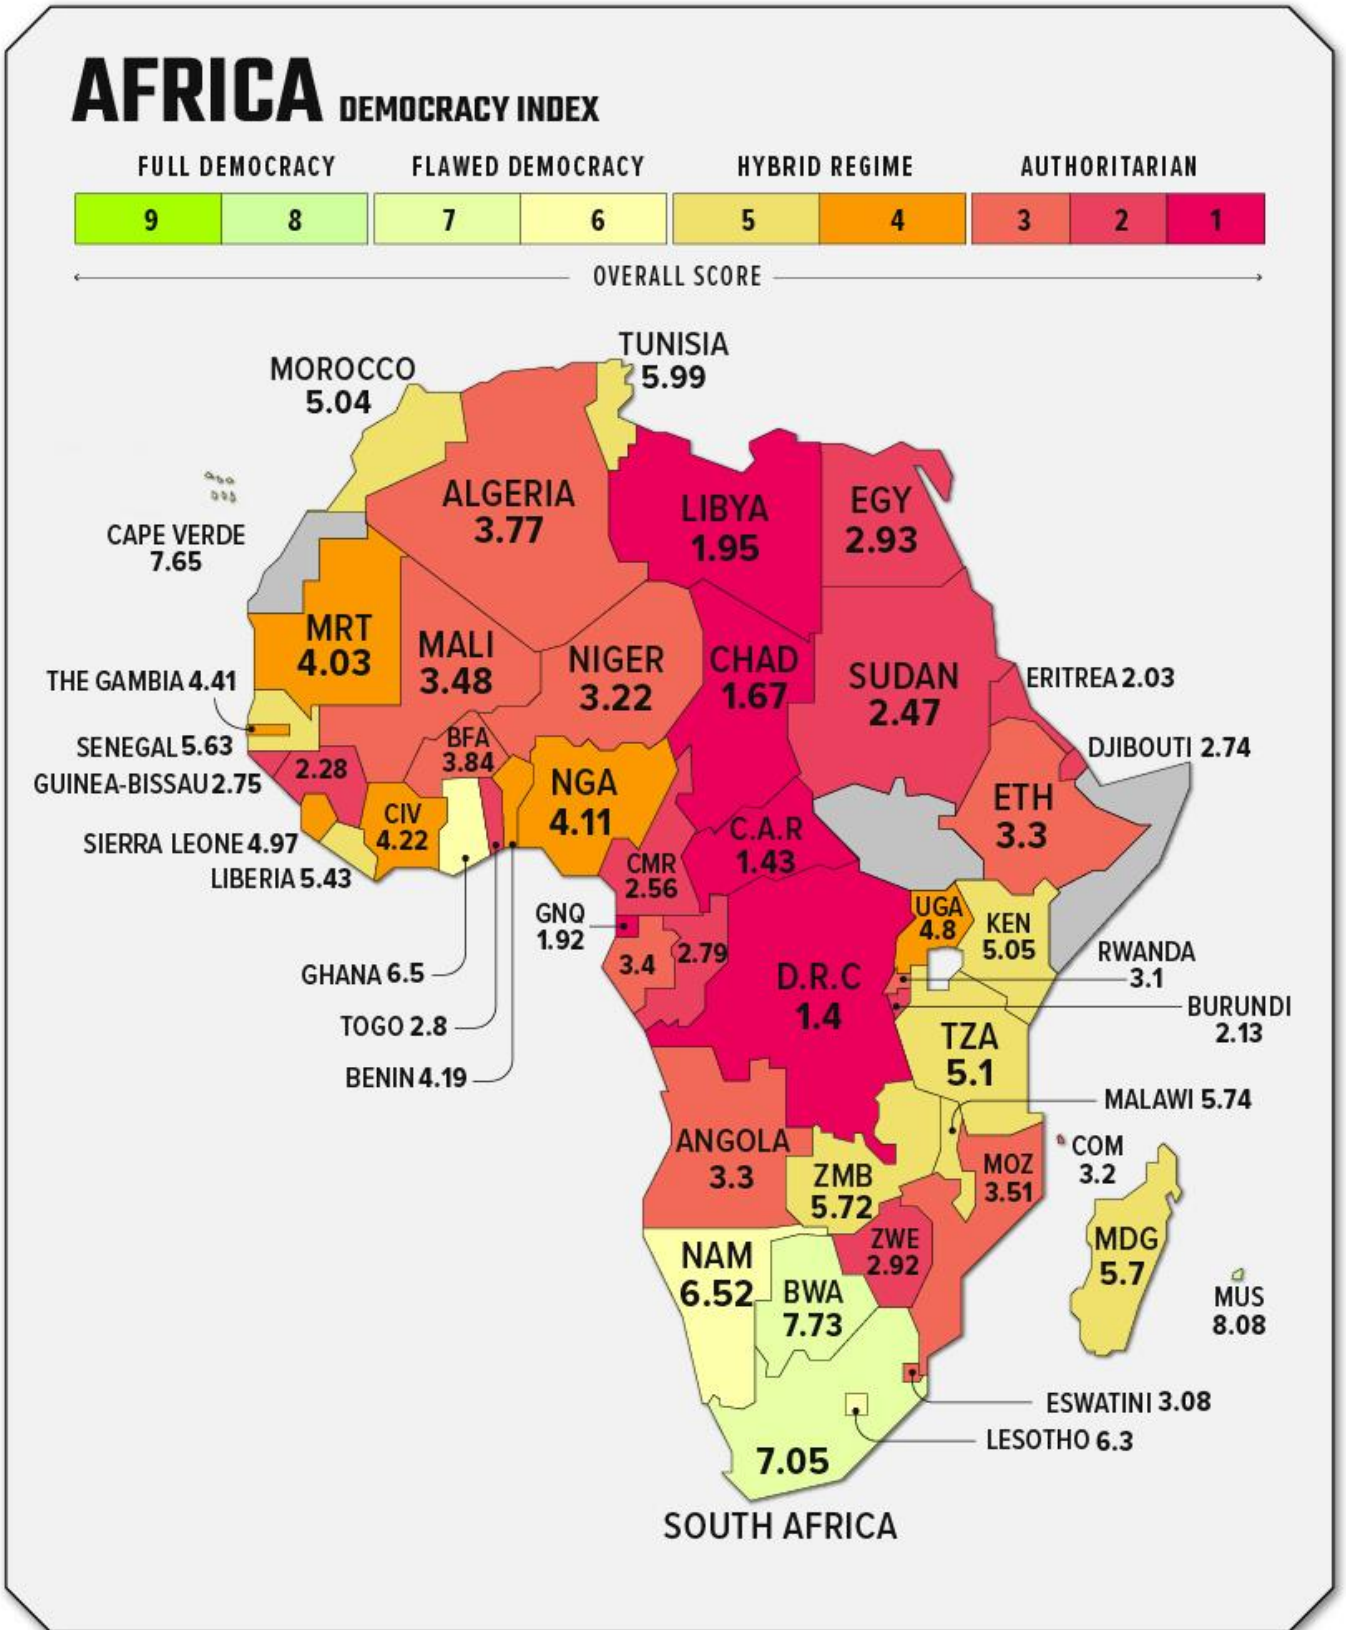 AFRICA DEMOCRACY INDEX
FULL DEMOCRACY FLAWED DEMOCRACY HYBRID REGIME AUTHORITARIAN
9 8 7 6 5 4 3 2 1
OVERALL SCORE
TUNISIA
5.99
MOROCCO
5.04
ALGERIA
3.77
LIBYA
1.95
EGY
2.93
CAPE VERDE
7.65
MRT
4.03
MALI
3.48
NIGER
3.22
CHAD
1.67
SUDAN
2.47
ERITREA 2.03
THE GAMBIA 4.41
SENEGAL 5.63
GUINEA-BISSAU 2.75
2.28
BFA
3.84
DJIBOUTI 2.74
NGA
4.11
ETH
3.3
CIV
4.22
SIERRA LEONE 4.97
LIBERIA 5.43
C.A.R
1.43
CMR
2.56
GNQ
1.92
UGA
4.8
KEN
5.05
3.4
2.79
RWANDA
3.1
GHANA 6.5
D.R.C
1.4
BURUNDI
2.13
TOGO 2.8
TZA
5.1
BENIN 4.19
MALAWI 5.74
ANGOLA
3.3
ZMB
5.72
MOZ
3.51
COM
3.2
NAM
6.52
ZWE
2.92
MDG
5.7
BWA
7.73
MUS
8.08
ESWATINI 3.08
LESOTHO 6.3
7.05
SOUTH AFRICA